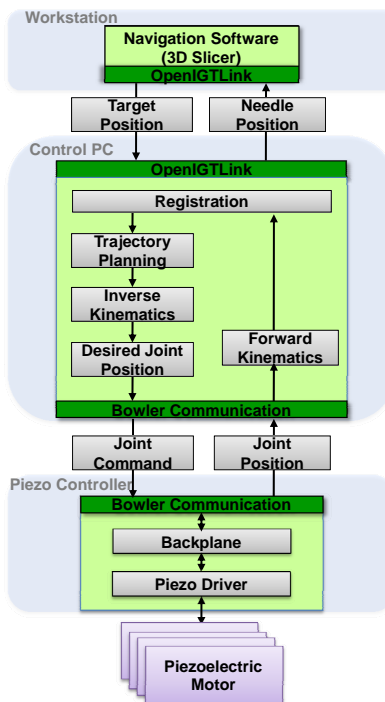 Workstation
Navigation Software
(3D Slicer)
OpenIGTLink
Target
Position
Needle
Position
Control PC
OpenIGTLink
Registration
Trajectory
Planning
Inverse
Kinematics
Desired Joint
Position
Forward
Kinematics
Bowler Communication
Joint
Command
Joint
Position
Piezo Controller
Bowler Communication
Backplane
Piezo Driver
Piezoelectric
Motor